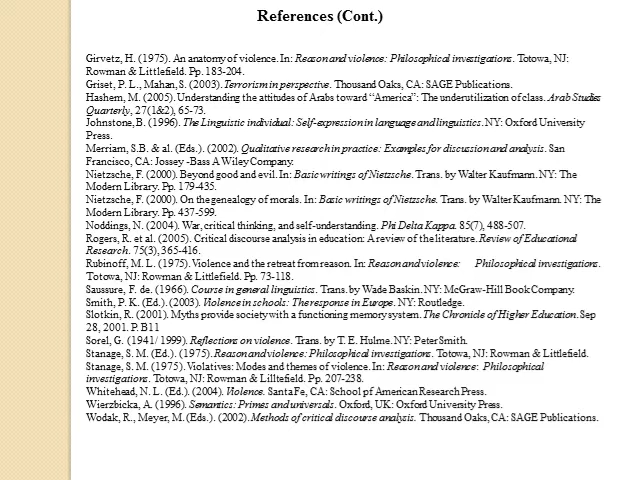 References (Cont.)
Girvetz, H. (1975). An anatomy of violence. In: Reason and violence: Philosophical investigations. Totowa, NJ:
Rowman & Littlefield. Pp. 183-204.
Griset, P. L., Mahan, S. (2003). Terrorism in perspective. Thousand Oaks, CA: SAGE Publications.
Hashem, M. (2005). Understanding the attitudes of Arabs toward “America”: The underutilization of class. Arab Studies
Quarterly, 27(1&2), 65-73.
Johnstone, B. (1996). The Linguistic individual: Self-expression in language and linguistics. NY: Oxford University
Press.
Merriam, S.B. & al. (Eds.). (2002). Qualitative research in practice: Examples for discussion and analysis. San
Francisco, CA: Jossey -Bass A Wiley Company.
Nietzsche, F. (2000). Beyond good and evil. In: Basic writings of Nietzsche. Trans. by Walter Kaufmann. NY: The
Modern Library. Pp. 179-435.
Nietzsche, F. (2000). On the genealogy of morals. In: Basic writings of Nietzsche. Trans. by Walter Kaufmann. NY: The
Modern Library. Pp. 437-599.
Noddings, N. (2004). War, critical thinking, and self-understanding. Phi Delta Kappa. 85(7), 488-507.
Rogers, R. et al. (2005). Critical discourse analysis in education: A review of the literature. Review of Educational
Research. 75(3), 365-416.
Rubinoff, M. L. (1975). Violence and the retreat from reason. In: Reason and violence: Philosophical investigations.
Totowa, NJ: Rowman & Littlefield. Pp. 73-118.
Saussure, F. de. (1966). Course in general linguistics. Trans. by Wade Baskin. NY: McGraw-Hill Book Company.
Smith, P. K. (Ed.). (2003). Violence in schools: The response in Europe. NY: Routledge.
Slotkin, R. (2001). Myths provide society with a functioning memory system. The Chronicle of Higher Education. Sep
28, 2001. P. B11
Sorel, G. (1941/ 1999). Reflections on violence. Trans. by T. E. Hulme. NY: Peter Smith.
Stanage, S. M. (Ed.). (1975). Reason and violence: Philosophical investigations. Totowa, NJ: Rowman & Littlefield.
Stanage, S. M. (1975). Violatives: Modes and themes of violence. In: Reason and violence: Philosophical
investigations. Totowa, NJ: Rowman & Lilltefield. Pp. 207-238.
Whitehead, N. L. (Ed.). (2004). Violence. Santa Fe, CA: School pf American Research Press.
Wierzbicka, A. (1996). Semantics: Primes and universals. Oxford, UK: Oxford University Press.
Wodak, R., Meyer, M. (Eds.). (2002). Methods of critical discourse analysis. Thousand Oaks, CA: SAGE Publications.